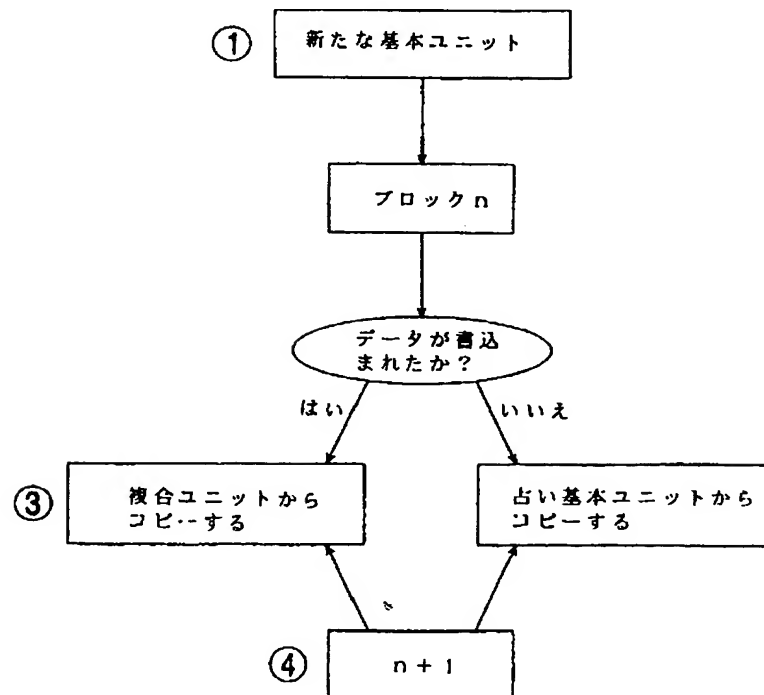 ① 新たな基本ユニット
ブロックn
データが書込
まれたか？
はい
いいえ
③ 複合ユニットから
コピーする
占い基本ユニットから
コピーする
④ n+1